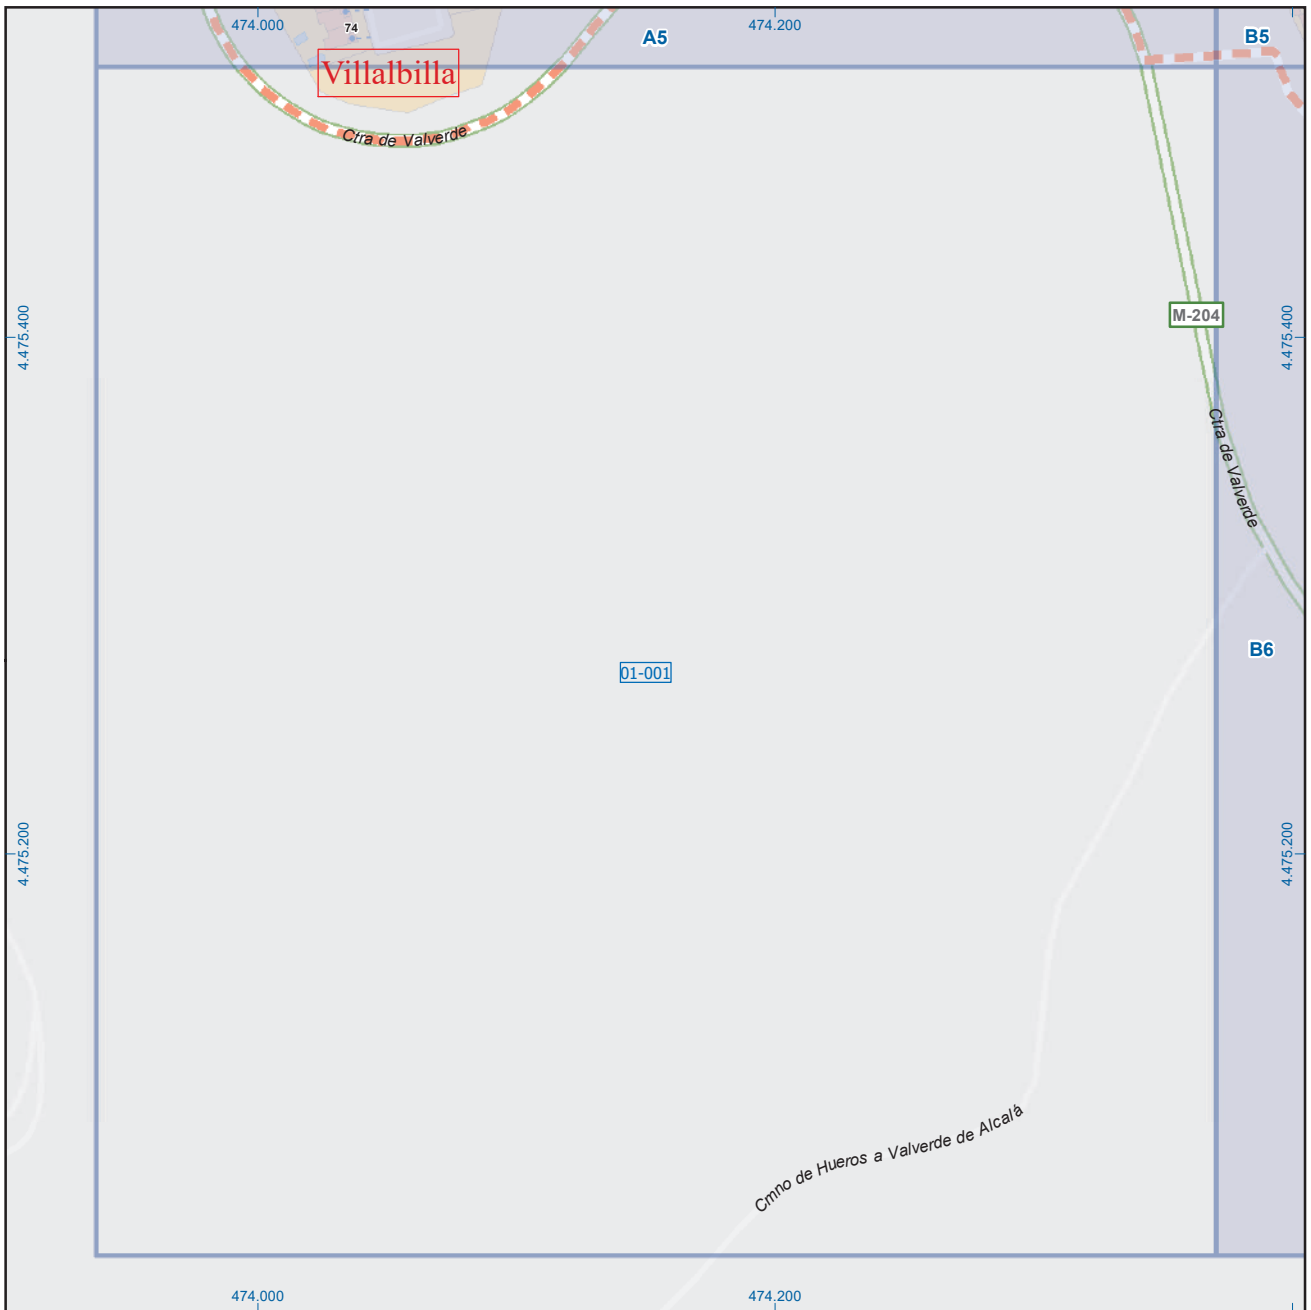 474.000
474.200
74
A5
B5
Villalbilla
Ctra de Valverde
M-204
4.475.400
4.475.400
Ctra de Valverde
B6
01-001
4.475.200
4.475.200
Cmno de Hueros a Valverde de Alcalá
474.000
474.200